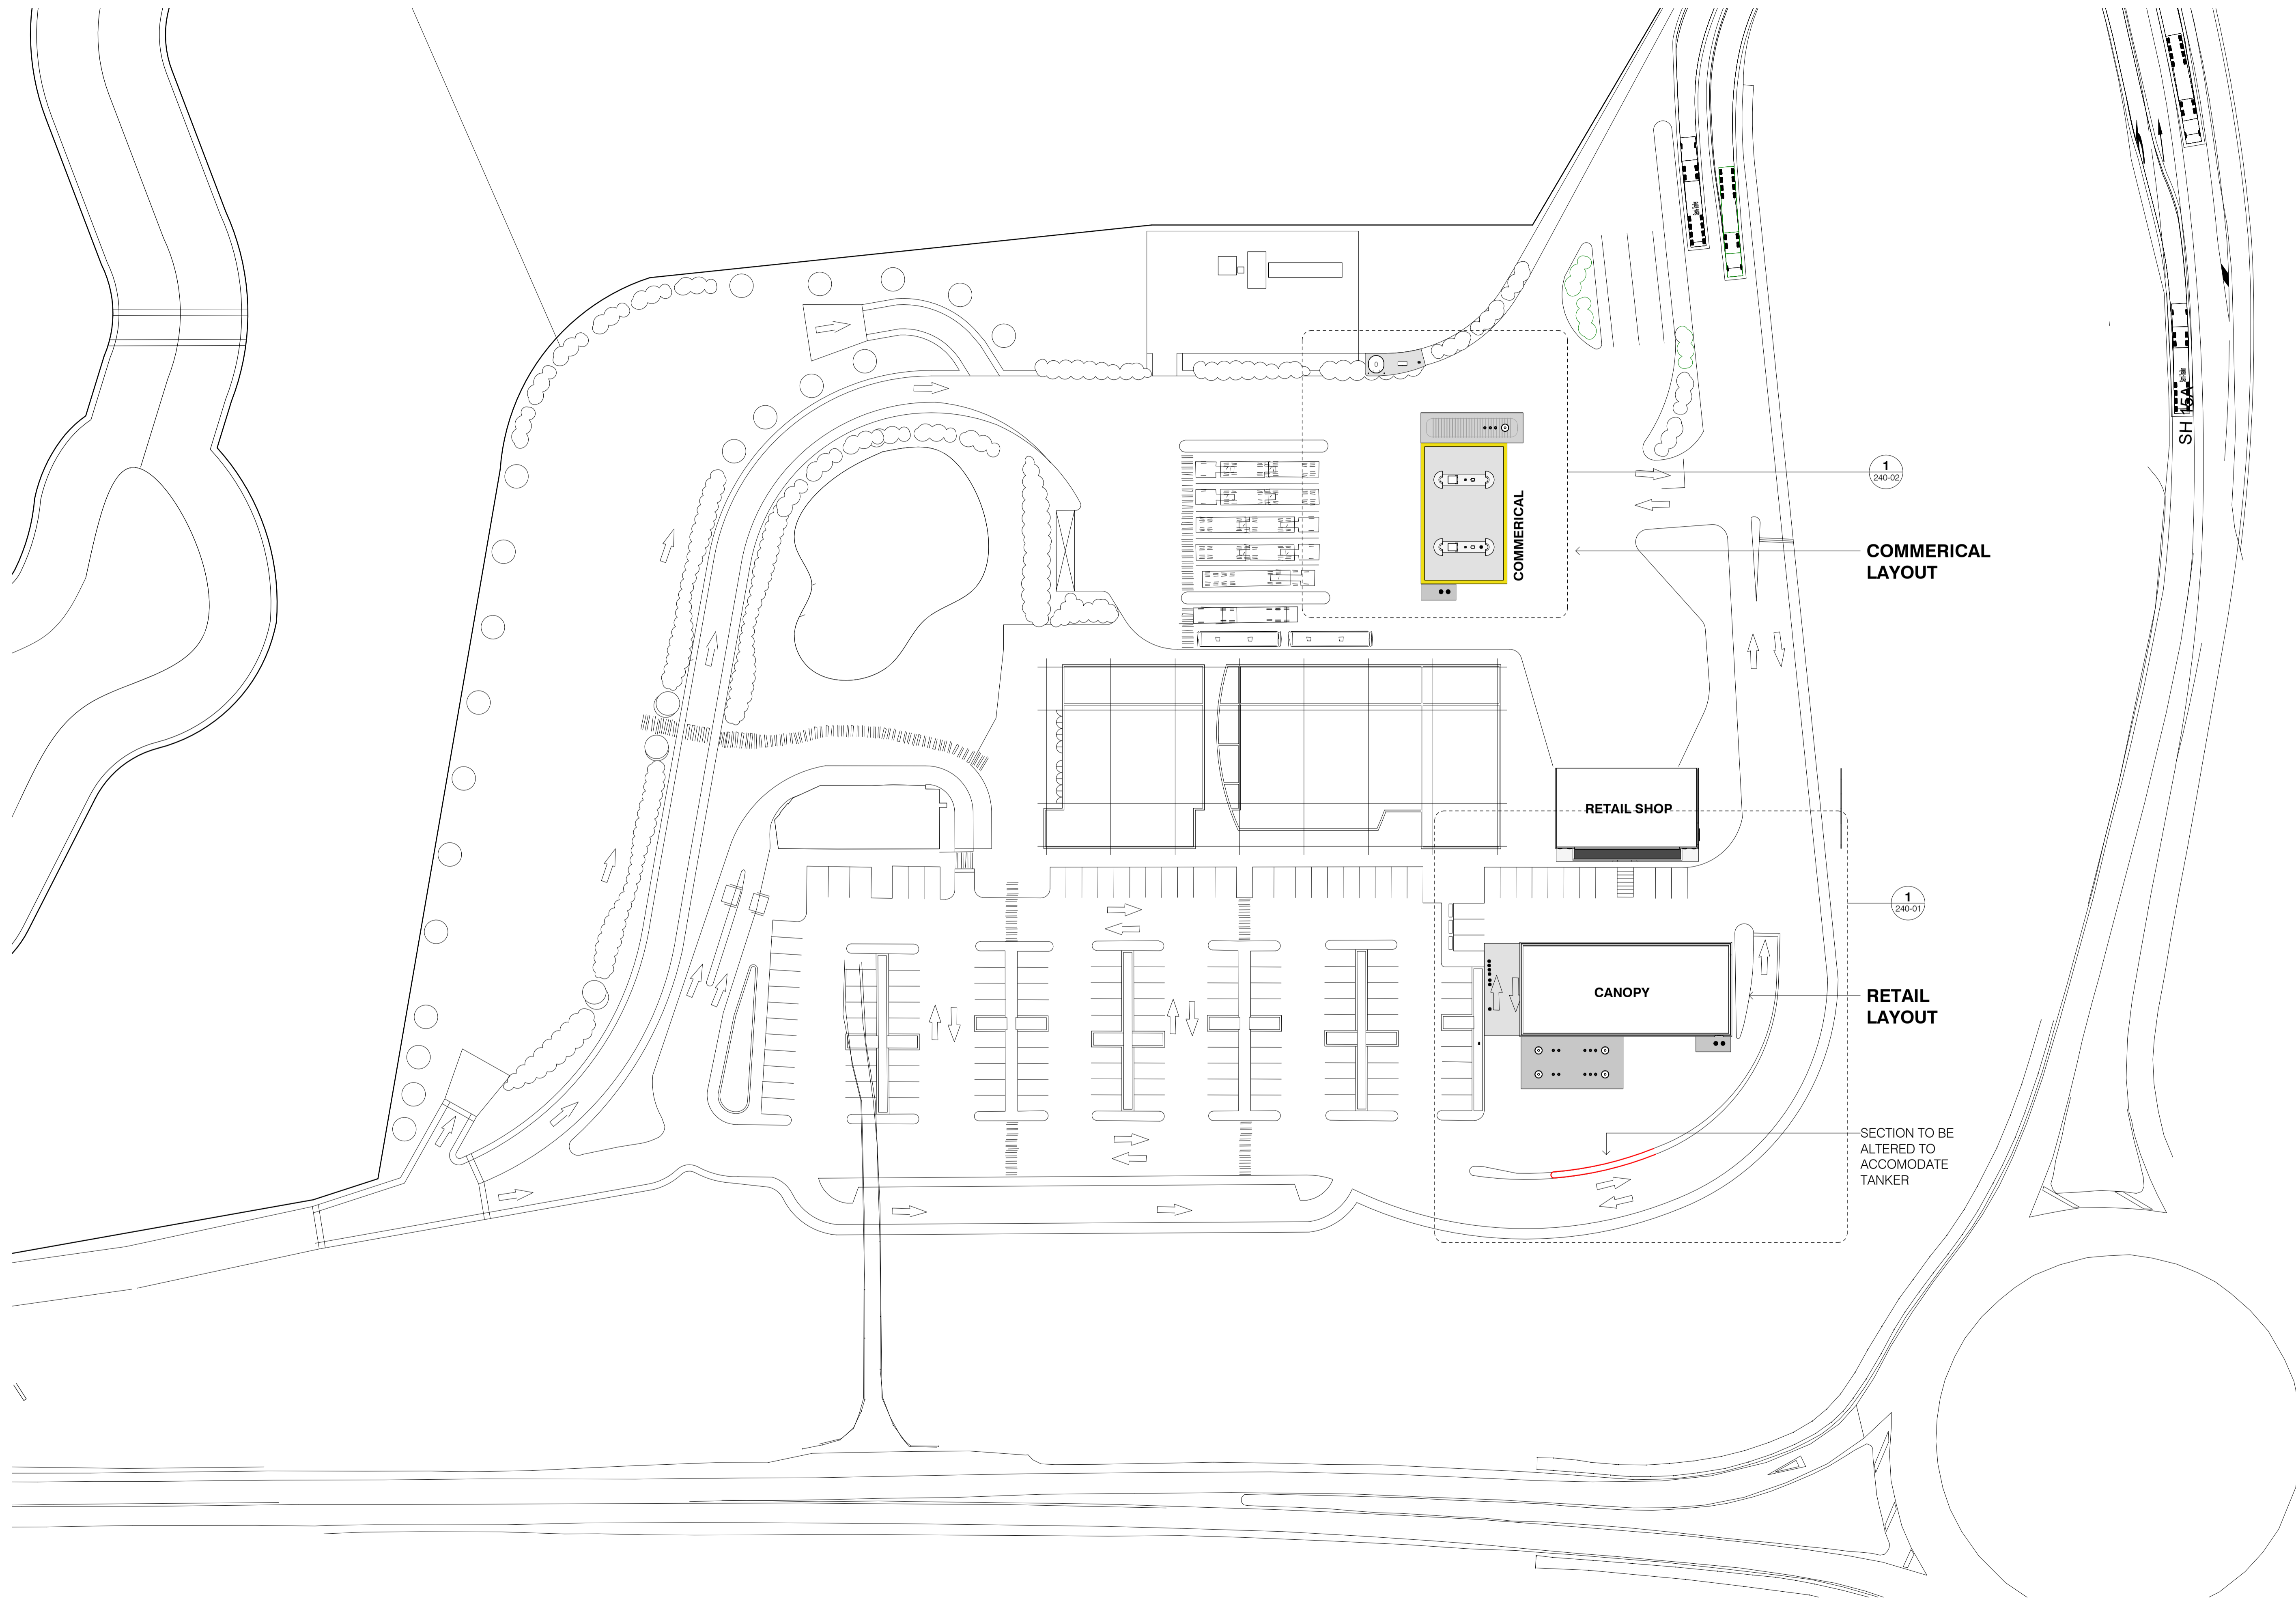 SH 15A
1
240-02
COMMERICAL
COMMERICAL
LAYOUT
RETAIL SHOP
1
240-01
CANOPY
RETAIL
LAYOUT
SECTION TO BE
ALTERED TO
ACCOMODATE
TANKER